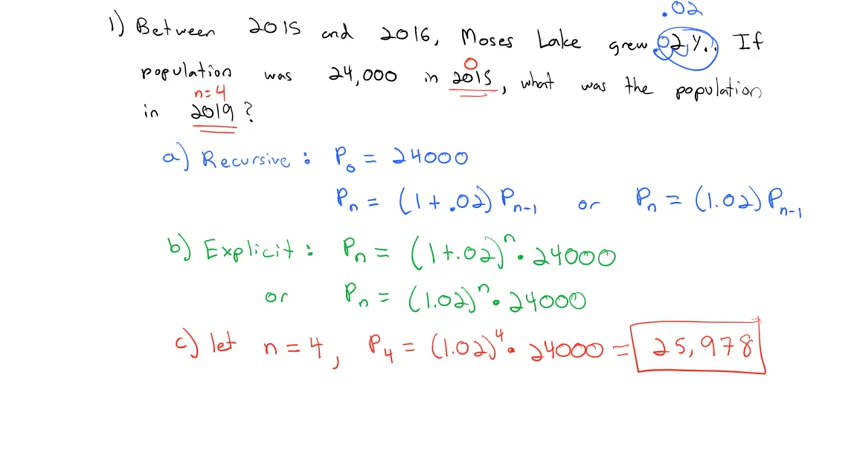 .02
1) Between 2015 and 2016, Moses Lake grew 02%. If
0
population was 24,000 in 2015, what was the population
n=4
in 2019?
a) Recursive: P₀ = 24000
Pₙ = (1 + .02) Pₙ₋₁ or Pₙ = (1.02) Pₙ₋₁
b) Explicit: Pₙ = (1+.02)ⁿ • 24000
or Pₙ = (1.02)ⁿ • 24000
c) let n = 4, P₄ = (1.02)⁴ • 24000 = 25,978